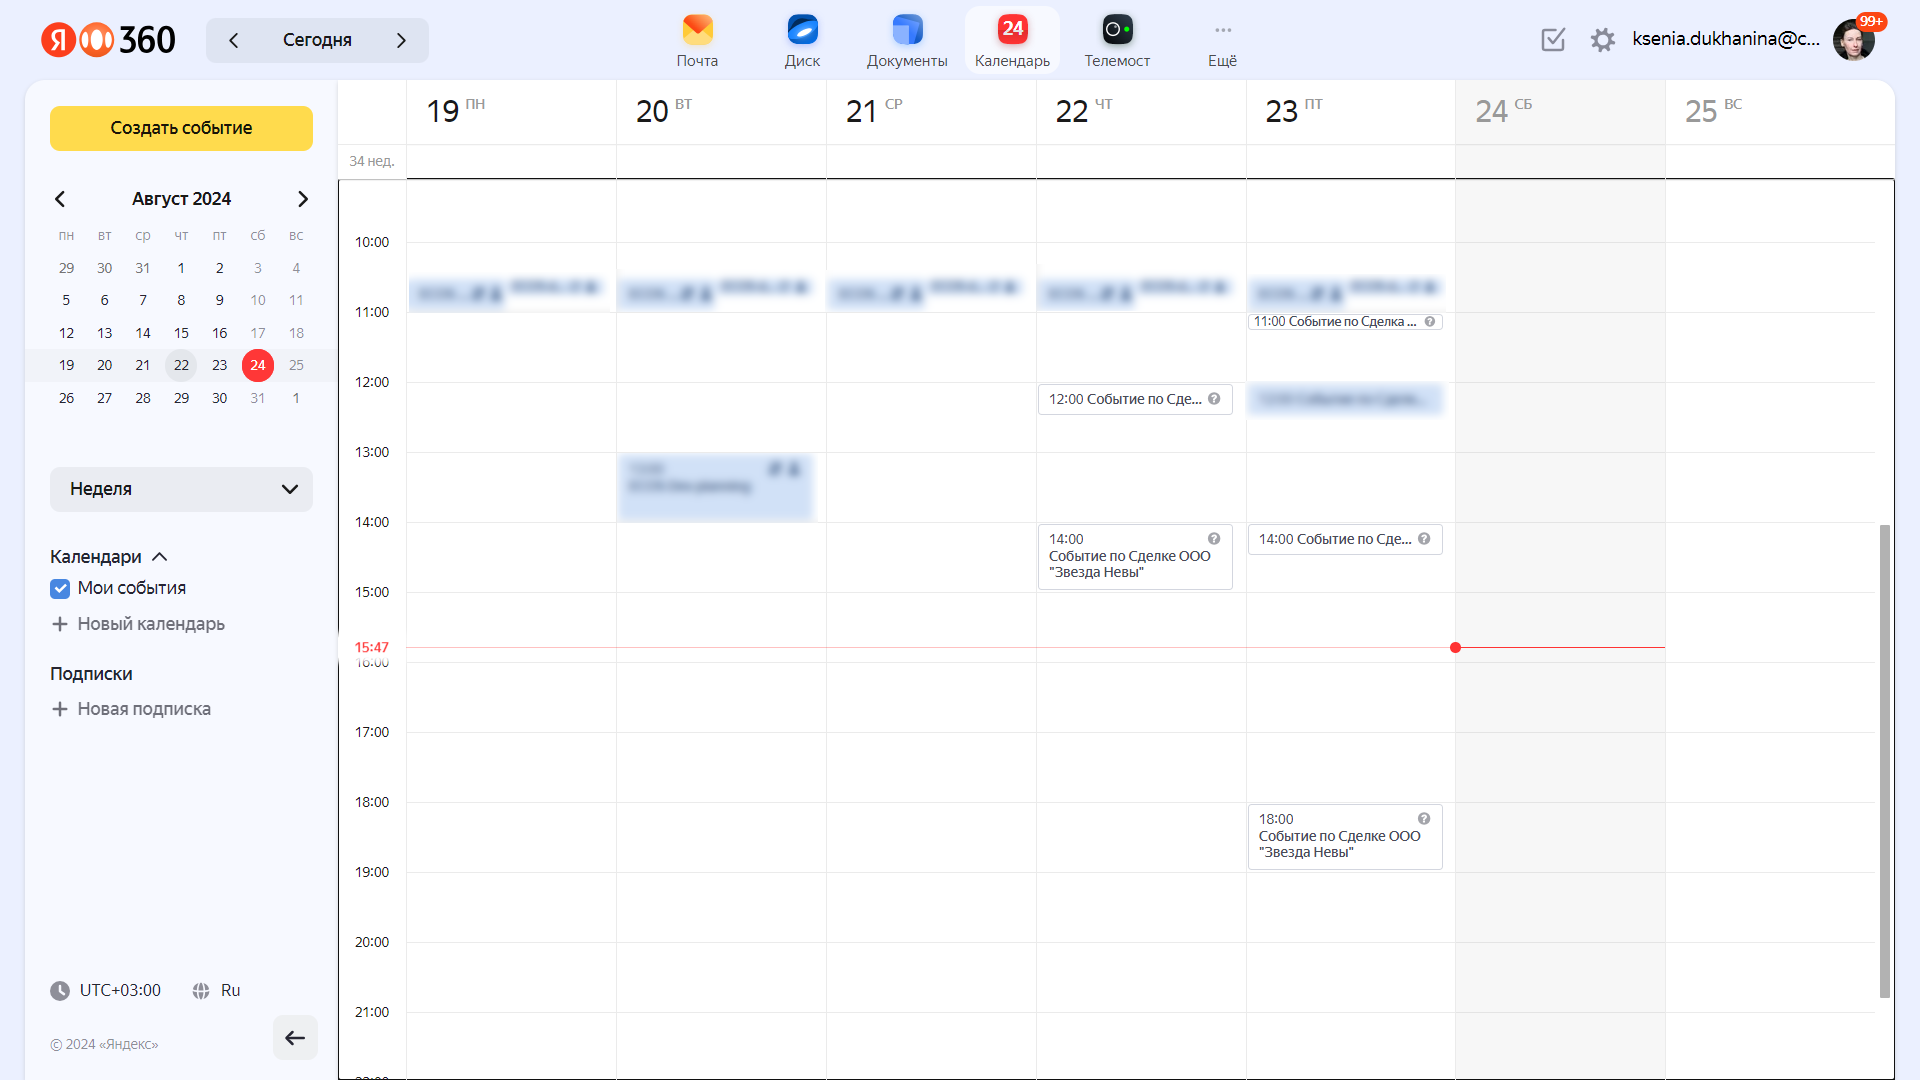 Я 360
Сегодня
Почта
Диск
Документы
24
Календарь
Телемост
Ещё
ksenia.dukhanina@c...
99+
Создать событие
Август 2024
пн вт ср чт пт сб вс
29 30 31 1 2 3 4
5 6 7 8 9 10 11
12 13 14 15 16 17 18
19 20 21 22 23 24 25
26 27 28 29 30 31 1
Неделя
Календари
Мои события
Новый календарь
Подписки
Новая подписка
UTC+03:00 Ru
© 2024 «Яндекс»
19 ПН 20 ВТ 21 СР 22 ЧТ 23 ПТ 24 СБ 25 ВС
34 нед.
10:00
11:00
11:00 Событие по Сделка ...
12:00
12:00 Событие по Сде...
13:00
14:00
14:00
Событие по Сделке ООО
"Звезда Невы"
14:00 Событие по Сде...
15:00
15:47
16:00
17:00
18:00
18:00
Событие по Сделке ООО
"Звезда Невы"
19:00
20:00
21:00